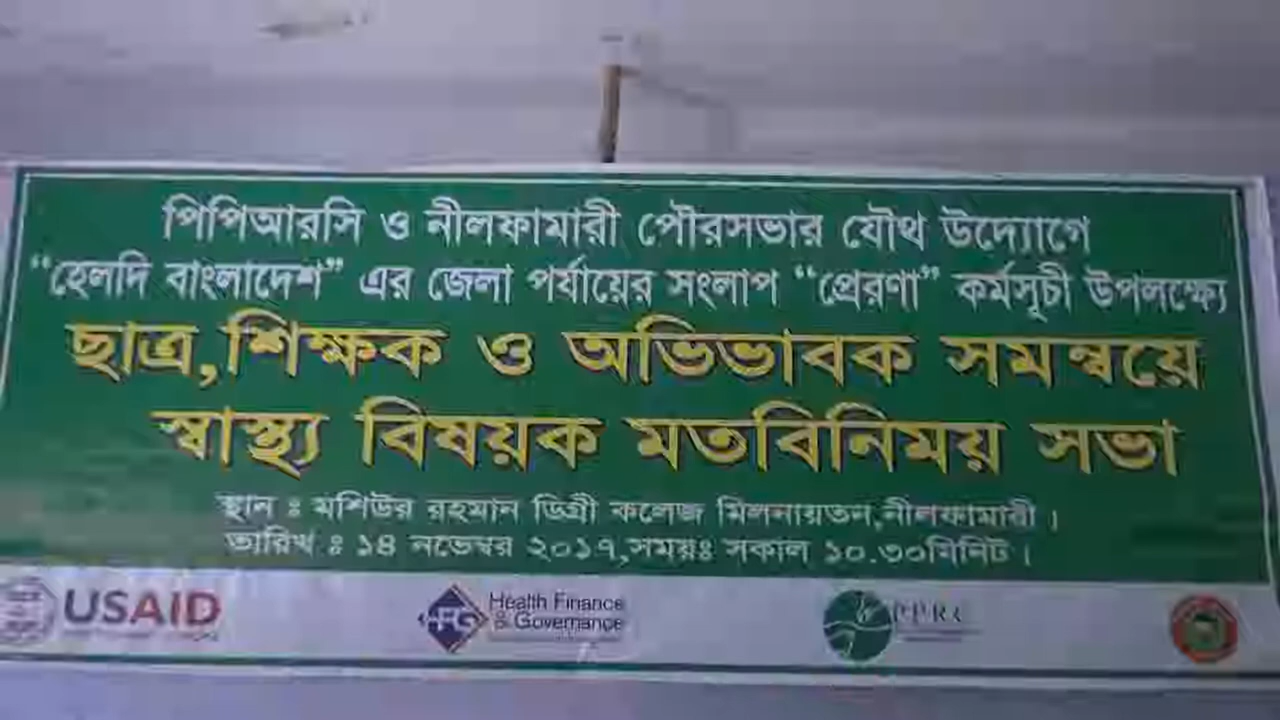 পিপিআরসি ও নীলফামারী পৌরসভার যৌথ উদ্যোগে
“হেলদি বাংলাদেশ” এর জেলা পর্যায়ের সংলাপ “প্রেরণা” কর্মসূচী উপলক্ষ্যে
ছাত্র,শিক্ষক ও অভিভাবক সমন্বয়ে
স্বাস্থ্য বিষয়ক মতবিনিময় সভা
স্থান ঃ মশিউর রহমান ডিগ্রী কলেজ মিলনায়তন,নীলফামারী।
তারিখ ঃ ১৪ নভেম্বর ২০১৭,সময়ঃ সকাল ১০.৩০মিনিট।
USAID
HFG Health Finance
& Governance
PPRC